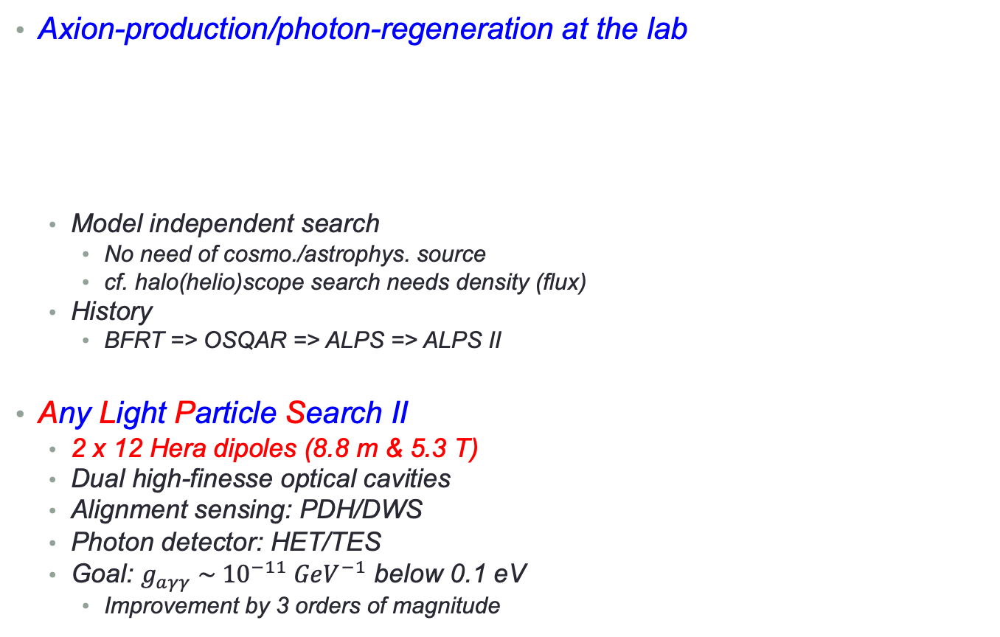 • Axion-production/photon-regeneration at the lab
• Model independent search
• No need of cosmo./astrophys. source
• cf. halo(helio)scope search needs density (flux)
• History
• BFRT => OSQAR => ALPS => ALPS II
• Any Light Particle Search II
• 2 x 12 Hera dipoles (8.8 m & 5.3 T)
• Dual high-finesse optical cavities
• Alignment sensing: PDH/DWS
• Photon detector: HET/TES
• Goal: $g_{a\gamma\gamma} \sim 10^{-11}\ GeV^{-1}$ below 0.1 eV
• Improvement by 3 orders of magnitude